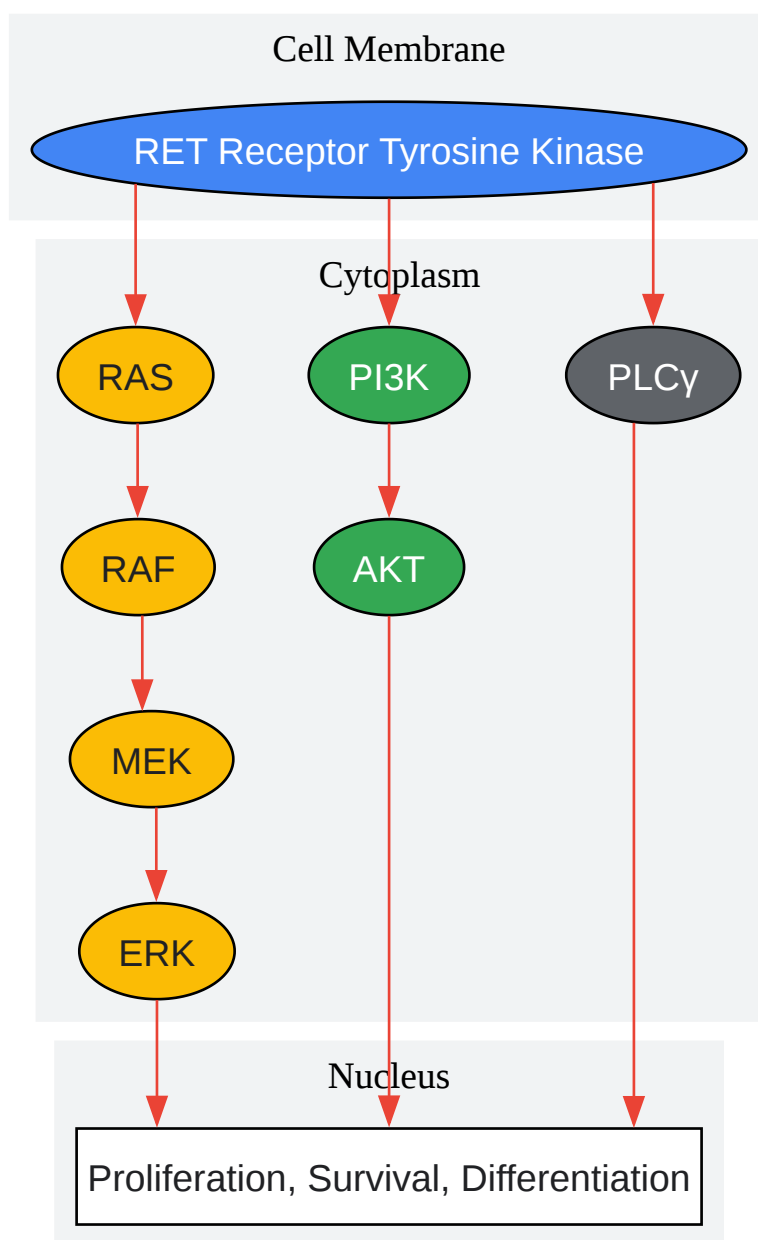 Cell Membrane
RET Receptor Tyrosine Kinase
Cytoplasm
RAS
PI3K
PLCγ
RAF
AKT
MEK
ERK
Nucleus
Proliferation, Survival, Differentiation